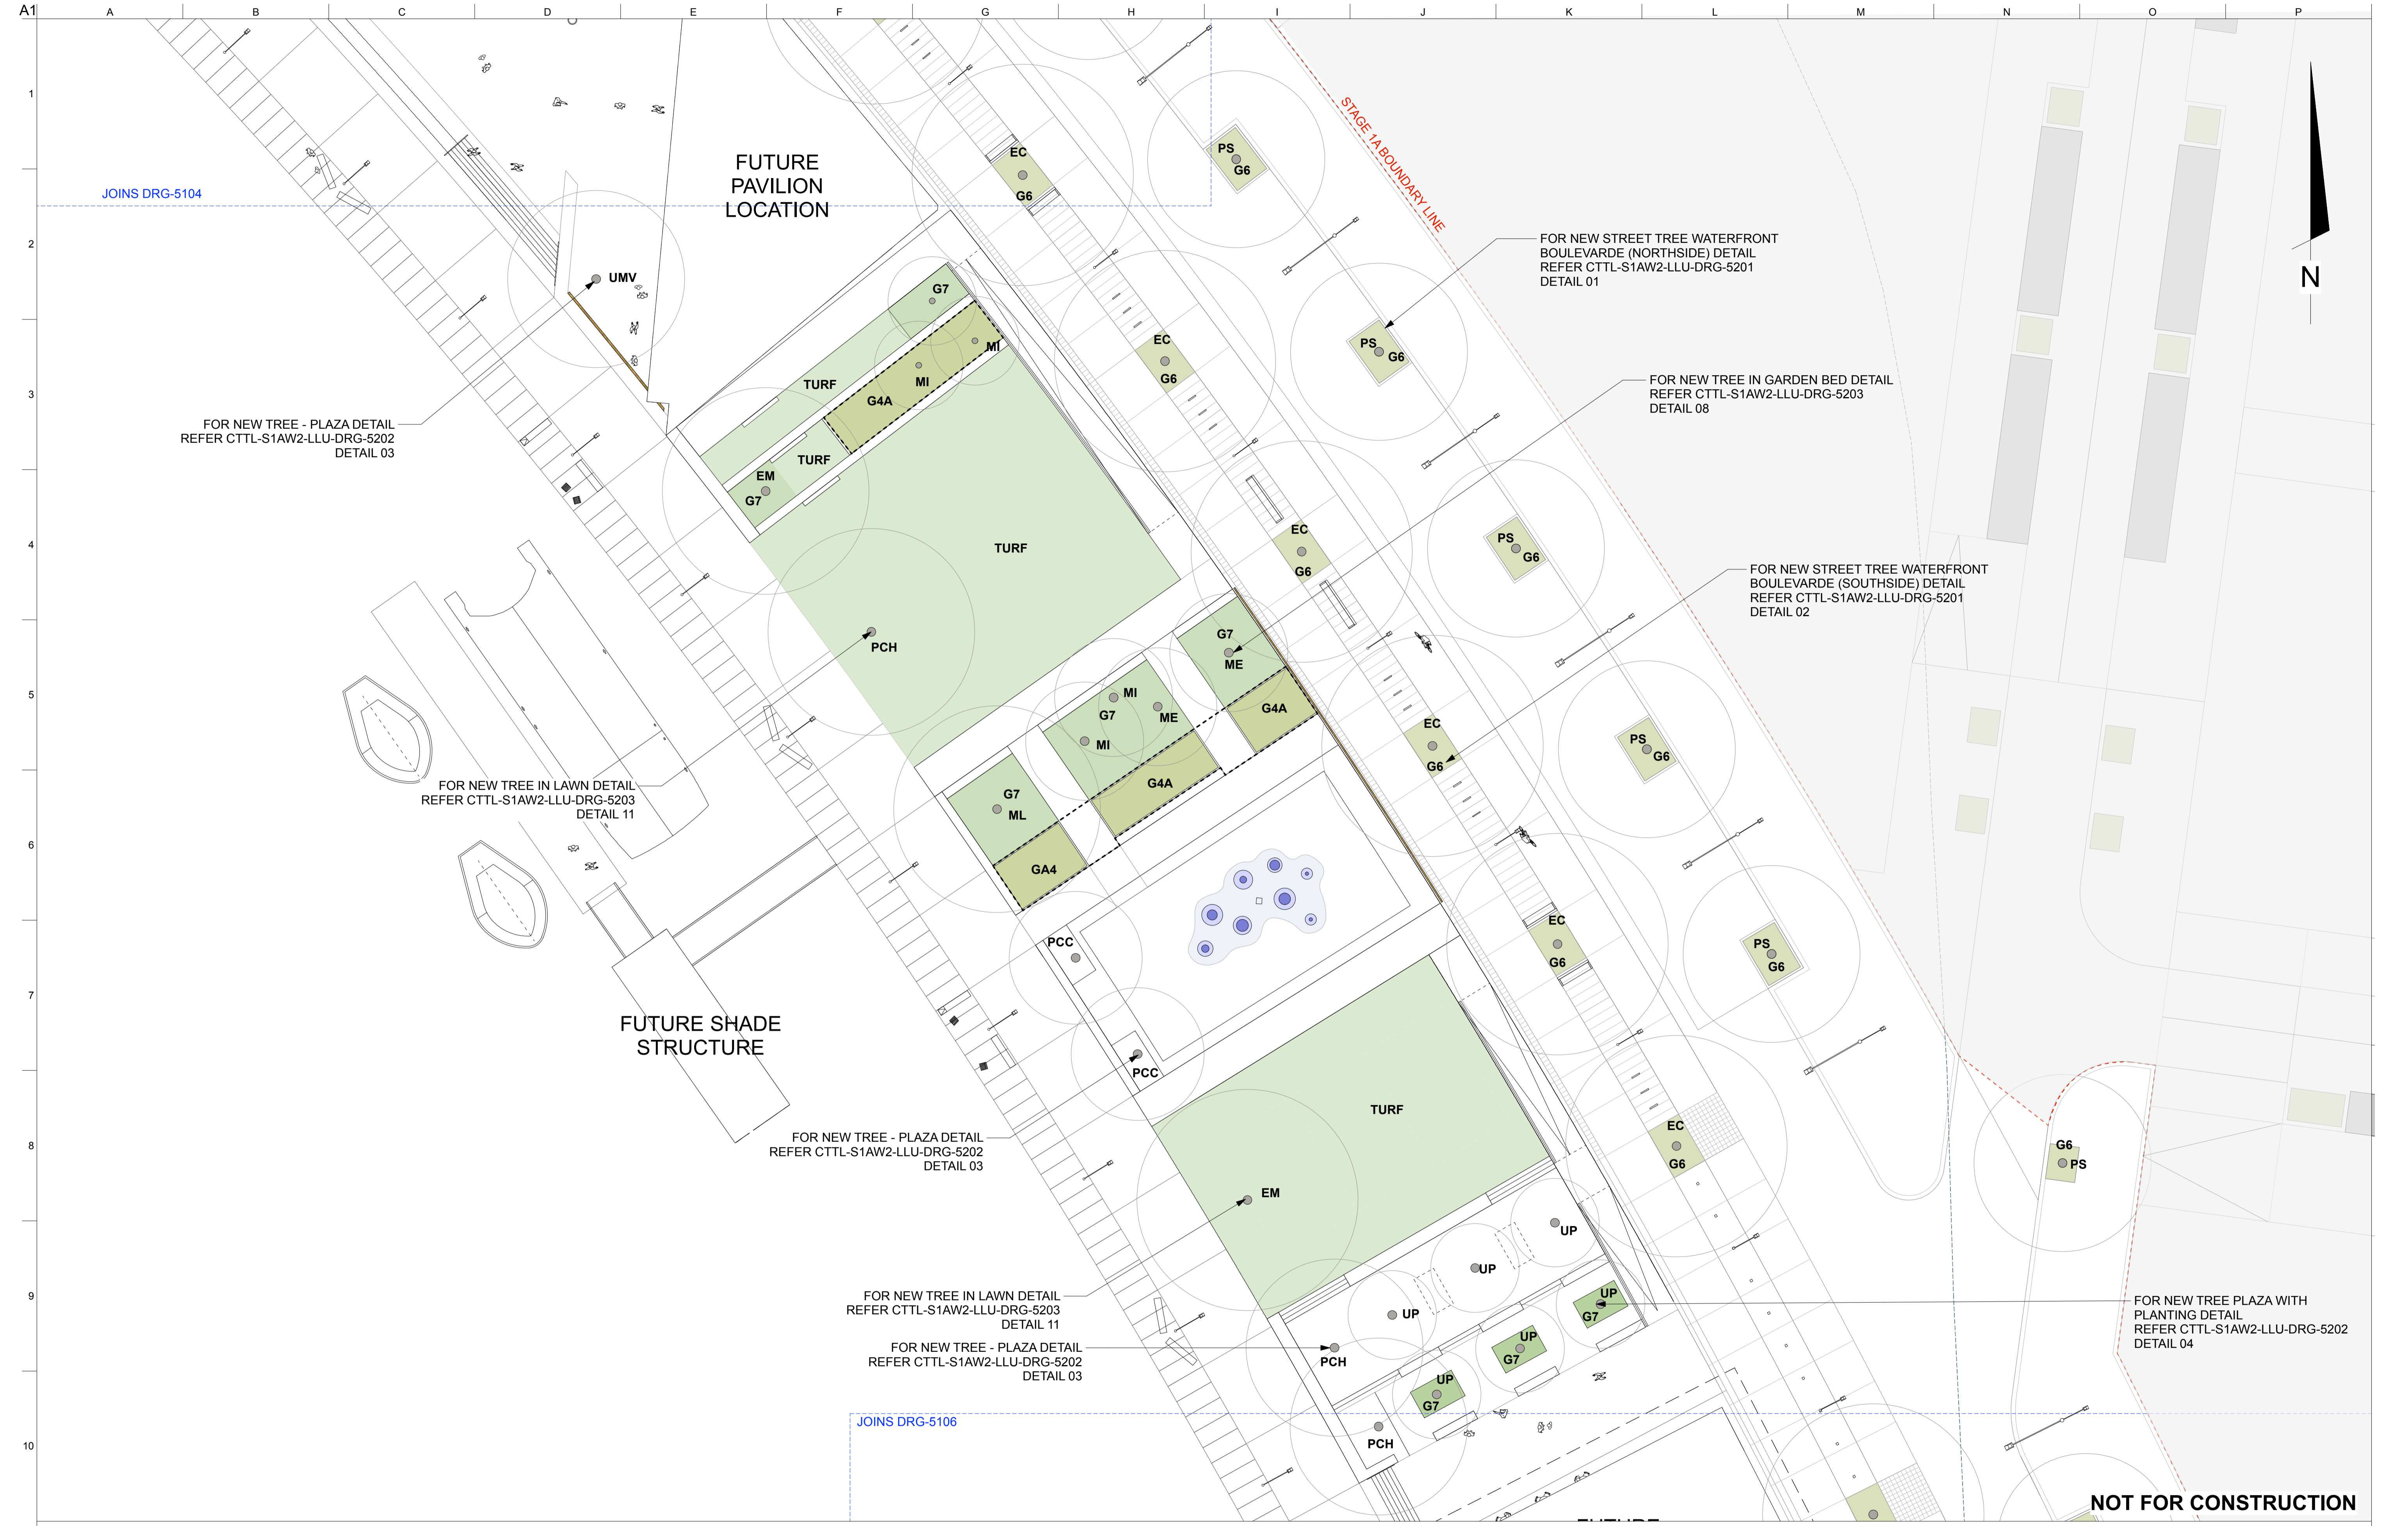 A1
A
B
C
D
E
F
G
H
I
J
K
L
M
N
O
P
1
2
3
4
5
6
7
8
9
10
STAGE 1A BOUNDARY LINE
JOINS DRG-5104
FUTURE
PAVILION
LOCATION
EC
G6
PS
G6
N
UMV
FOR NEW STREET TREE WATERFRONT
BOULEVARDE (NORTHSIDE) DETAIL
REFER CTTL-S1AW2-LLU-DRG-5201
DETAIL 01
G7
MI
MI
TURF
G4A
EC
G6
PS
G6
FOR NEW TREE IN GARDEN BED DETAIL
REFER CTTL-S1AW2-LLU-DRG-5203
DETAIL 08
FOR NEW TREE - PLAZA DETAIL
REFER CTTL-S1AW2-LLU-DRG-5202
DETAIL 03
TURF
EM
G7
TURF
EC
G6
PS
G6
FOR NEW STREET TREE WATERFRONT
BOULEVARDE (SOUTHSIDE) DETAIL
REFER CTTL-S1AW2-LLU-DRG-5201
DETAIL 02
PCH
G7
ME
MI
G7
ME
MI
G4A
EC
G6
PS
G6
FOR NEW TREE IN LAWN DETAIL
REFER CTTL-S1AW2-LLU-DRG-5203
DETAIL 11
G7
ML
G4A
GA4
EC
G6
PS
G6
PCC
PCC
FUTURE SHADE
STRUCTURE
TURF
EC
G6
G6
PS
FOR NEW TREE - PLAZA DETAIL
REFER CTTL-S1AW2-LLU-DRG-5202
DETAIL 03
EM
UP
UP
UP
FOR NEW TREE IN LAWN DETAIL
REFER CTTL-S1AW2-LLU-DRG-5203
DETAIL 11
UP
G7
FOR NEW TREE PLAZA WITH
PLANTING DETAIL
REFER CTTL-S1AW2-LLU-DRG-5202
DETAIL 04
FOR NEW TREE - PLAZA DETAIL
REFER CTTL-S1AW2-LLU-DRG-5202
DETAIL 03
PCH
UP
G7
UP
G7
JOINS DRG-5106
PCH
NOT FOR CONSTRUCTION
FUTURE